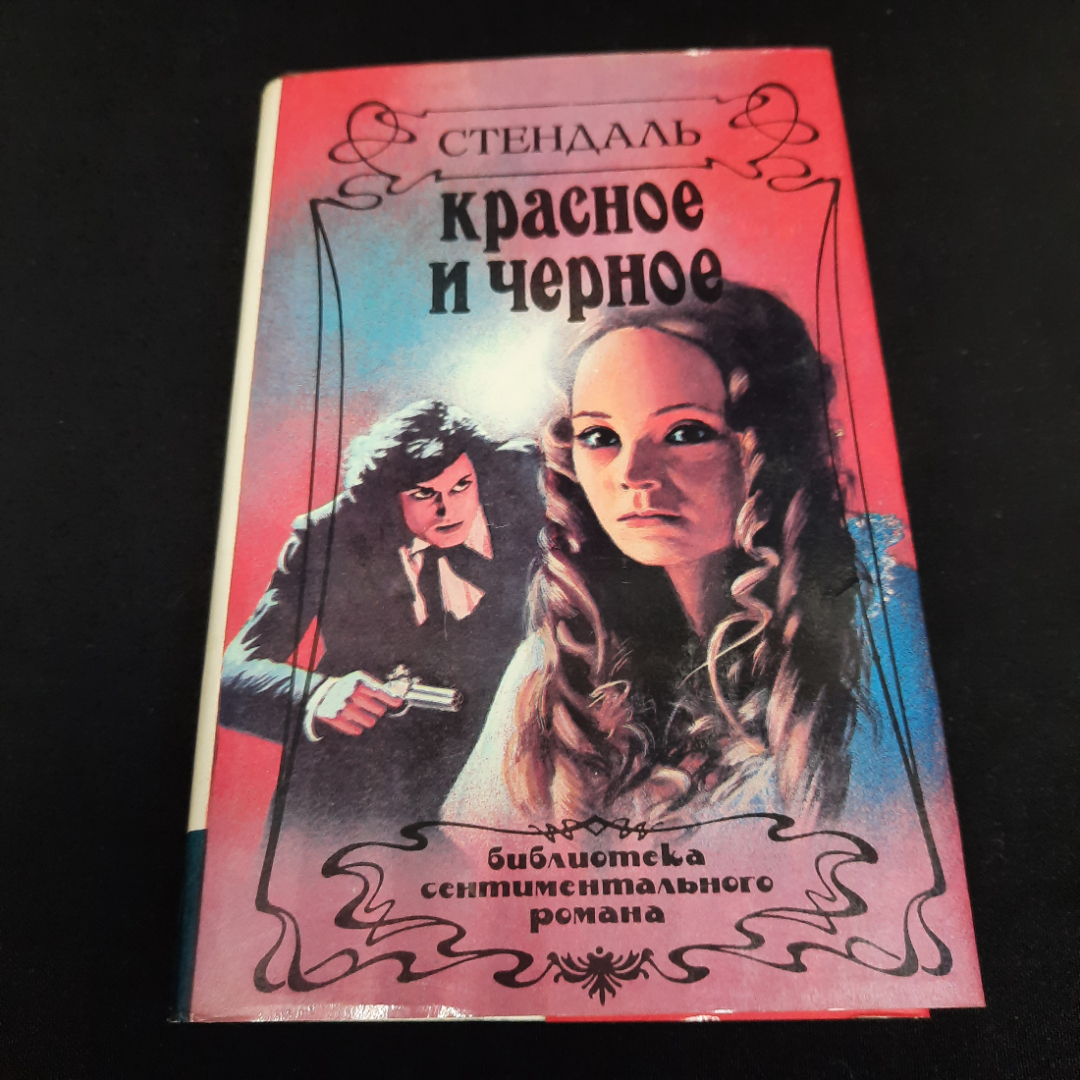 СТЕНДАЛЬ
красное
и черное
библиотека
сентиментального
романа